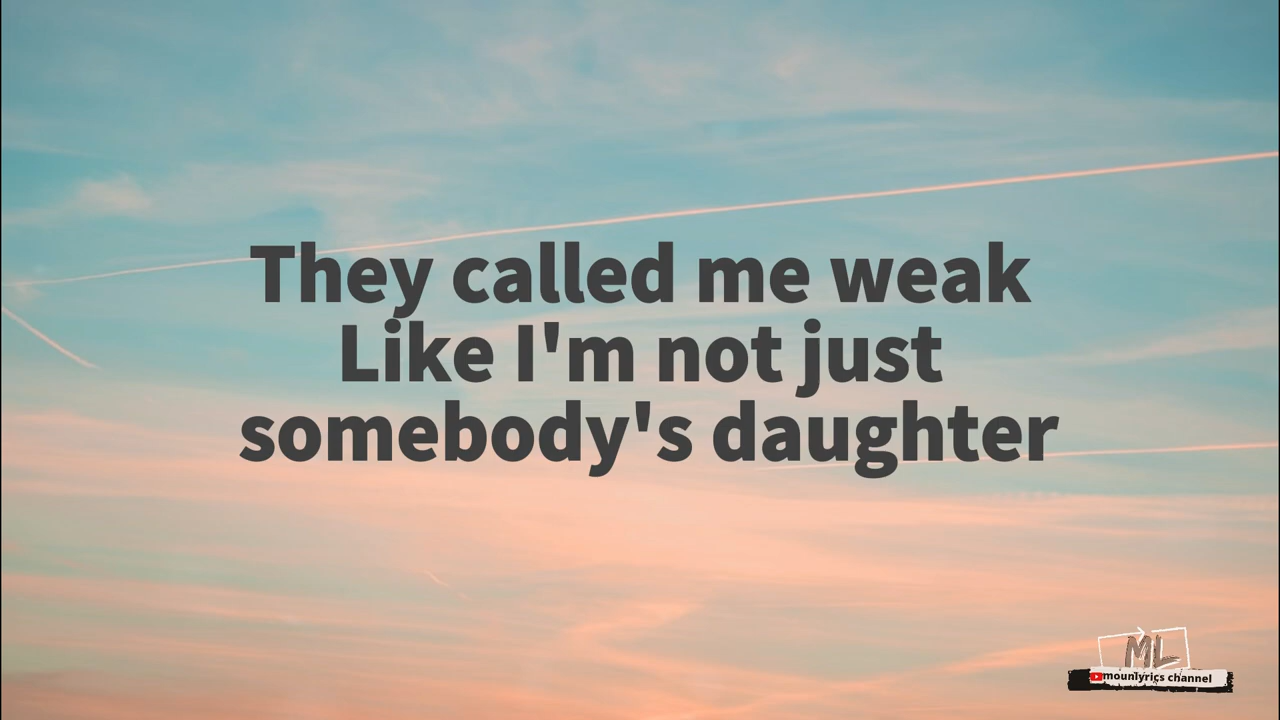 They called me weak
Like I'm not just
somebody's daughter
ML
mounlyrics channel